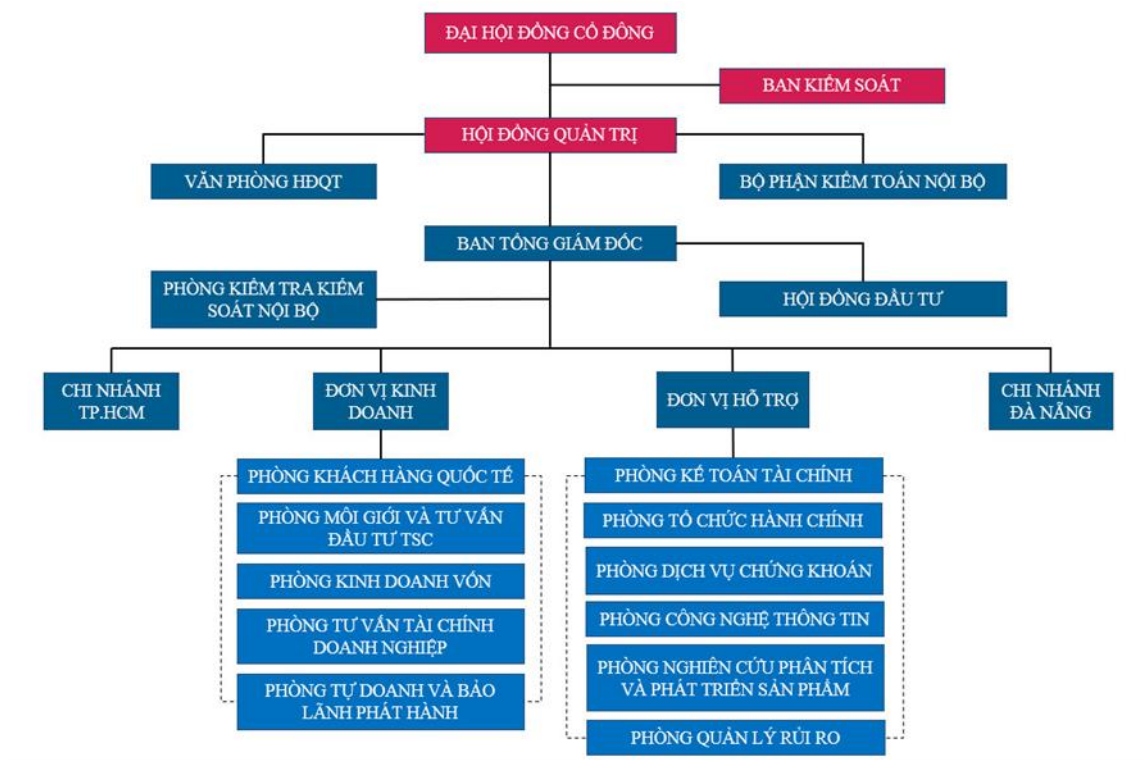 ĐẠI HỘI ĐỒNG CỔ ĐÔNG
BAN KIỂM SOÁT
HỘI ĐỒNG QUẢN TRỊ
VĂN PHÒNG HĐQT
BỘ PHẬN KIỂM TOÁN NỘI BỘ
BAN TỔNG GIÁM ĐỐC
PHÒNG KIỂM TRA KIỂM
SOÁT NỘI BỘ
HỘI ĐỒNG ĐẦU TƯ
CHI NHÁNH
TP.HCM
ĐƠN VỊ KINH
DOANH
ĐƠN VỊ HỖ TRỢ
CHI NHÁNH
ĐÀ NẴNG
PHÒNG KHÁCH HÀNG QUỐC TẾ
PHÒNG MÔI GIỚI VÀ TƯ VẤN
ĐẦU TƯ TSC
PHÒNG KINH DOANH VỐN
PHÒNG TƯ VẤN TÀI CHÍNH
DOANH NGHIỆP
PHÒNG TỰ DOANH VÀ BẢO
LÃNH PHÁT HÀNH
PHÒNG KẾ TOÁN TÀI CHÍNH
PHÒNG TỔ CHỨC HÀNH CHÍNH
PHÒNG DỊCH VỤ CHỨNG KHOÁN
PHÒNG CÔNG NGHỆ THÔNG TIN
PHÒNG NGHIÊN CỨU PHÂN TÍCH
VÀ PHÁT TRIỂN SẢN PHẨM
PHÒNG QUẢN LÝ RỦI RO